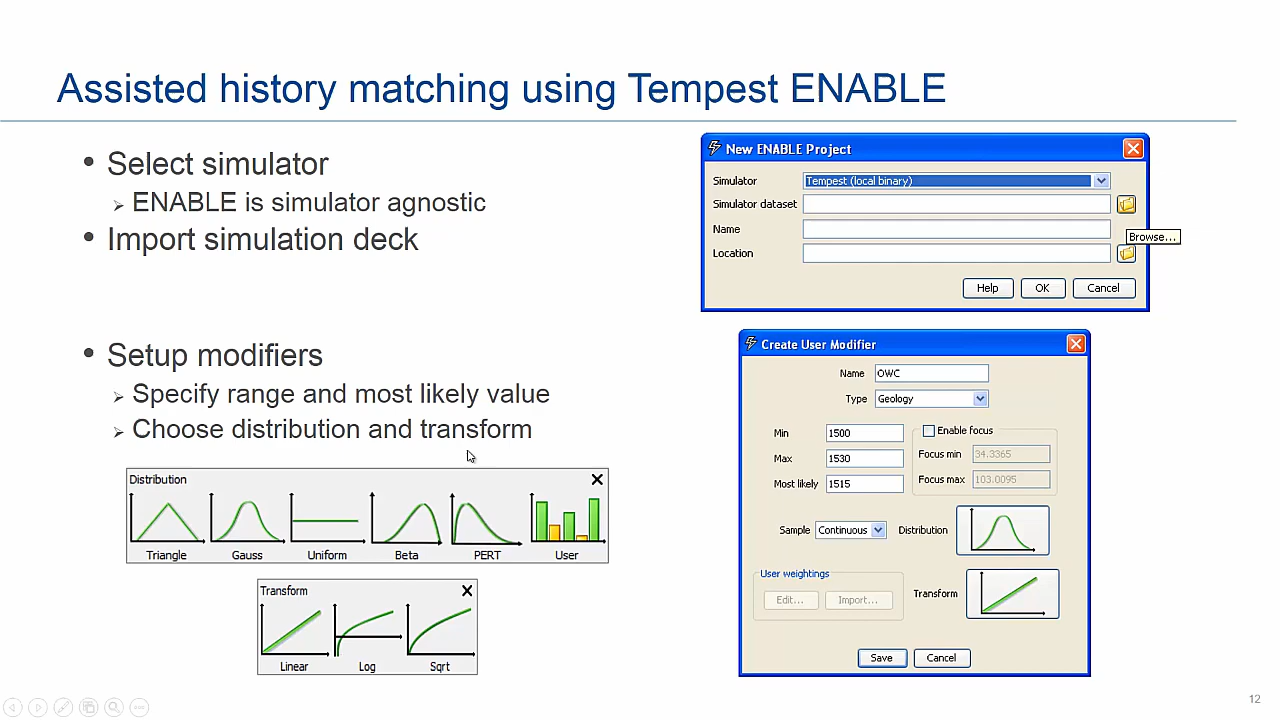 Assisted history matching using Tempest ENABLE
• Select simulator
ENABLE is simulator agnostic
• Import simulation deck
• Setup modifiers
Specify range and most likely value
Choose distribution and transform
Distribution
Triangle Gauss Uniform Beta PERT User
Transform
Linear Log Sqrt
New ENABLE Project
Simulator Tempest (local binary)
Simulator dataset
Name
Browse...
Location
Help OK Cancel
Create User Modifier
Name OWC
Type Geology
Min 1500
Max 1530
Most likely 1515
Enable focus
Focus min 34.3365
Focus max 103.0095
Sample Continuous Distribution
User weightings
Edit... Import...
Transform
Save Cancel
12